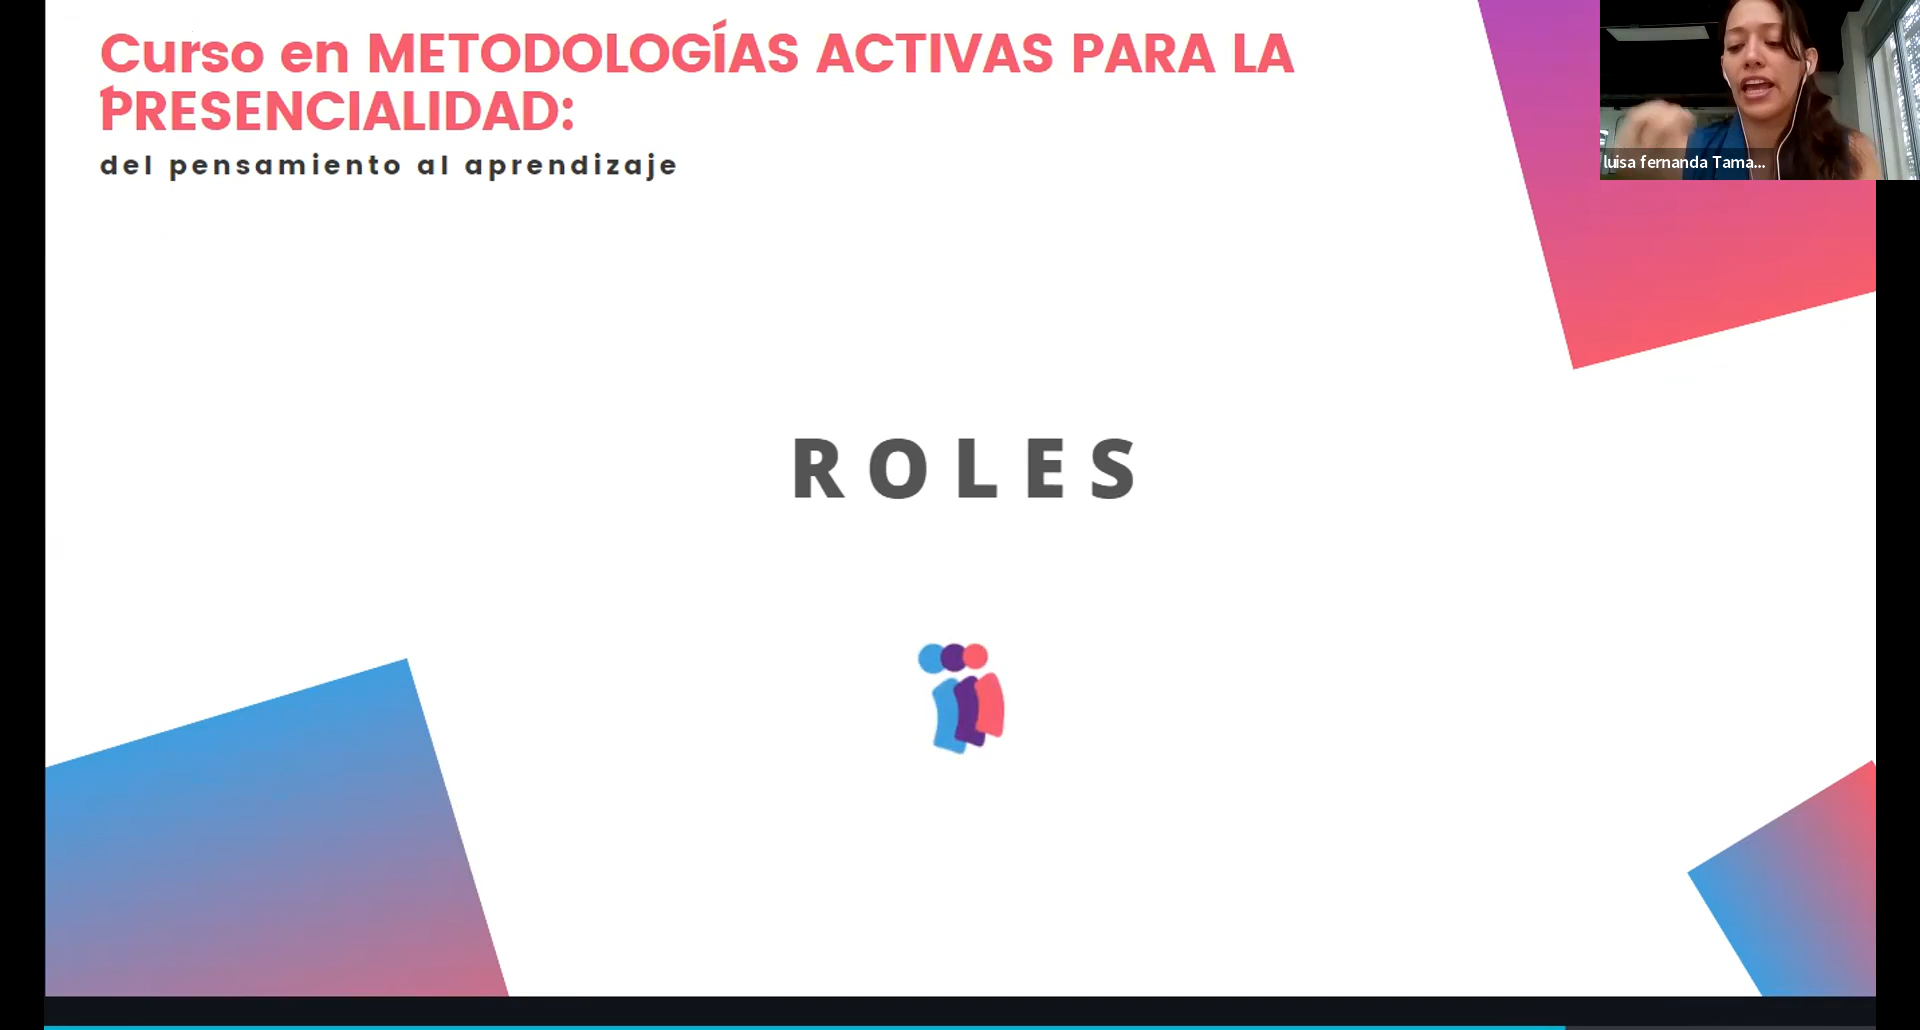 Curso en METODOLOGÍAS ACTIVAS PARA LA
PRESENCIALIDAD:
del pensamiento al aprendizaje
luisa fernanda Tama...
ROLES